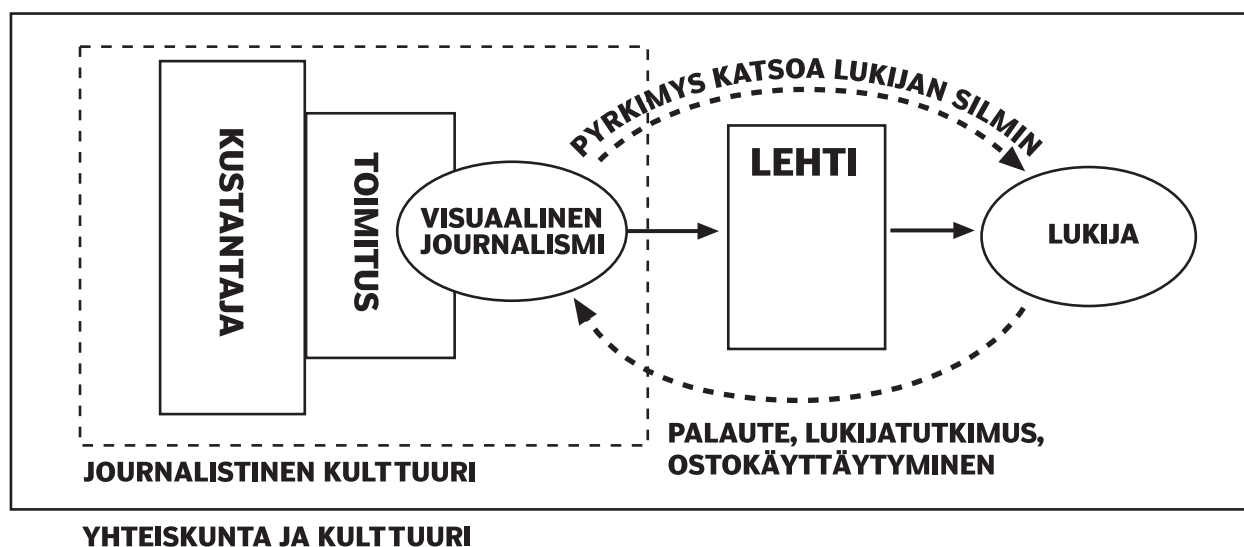 KUSTANTAJA
TOIMITUS
VISUAALINEN
JOURNALISMI
PYRKIMYS KATSOA LUKIJAN SILMIN
LEHTI
LUKIJA
PALAUTE, LUKIJATUTKIMUS,
OSTOKÄYTTÄYTYMINEN
JOURNALISTINEN KULTTUURI
YHTEISKUNTA JA KULTTUURI